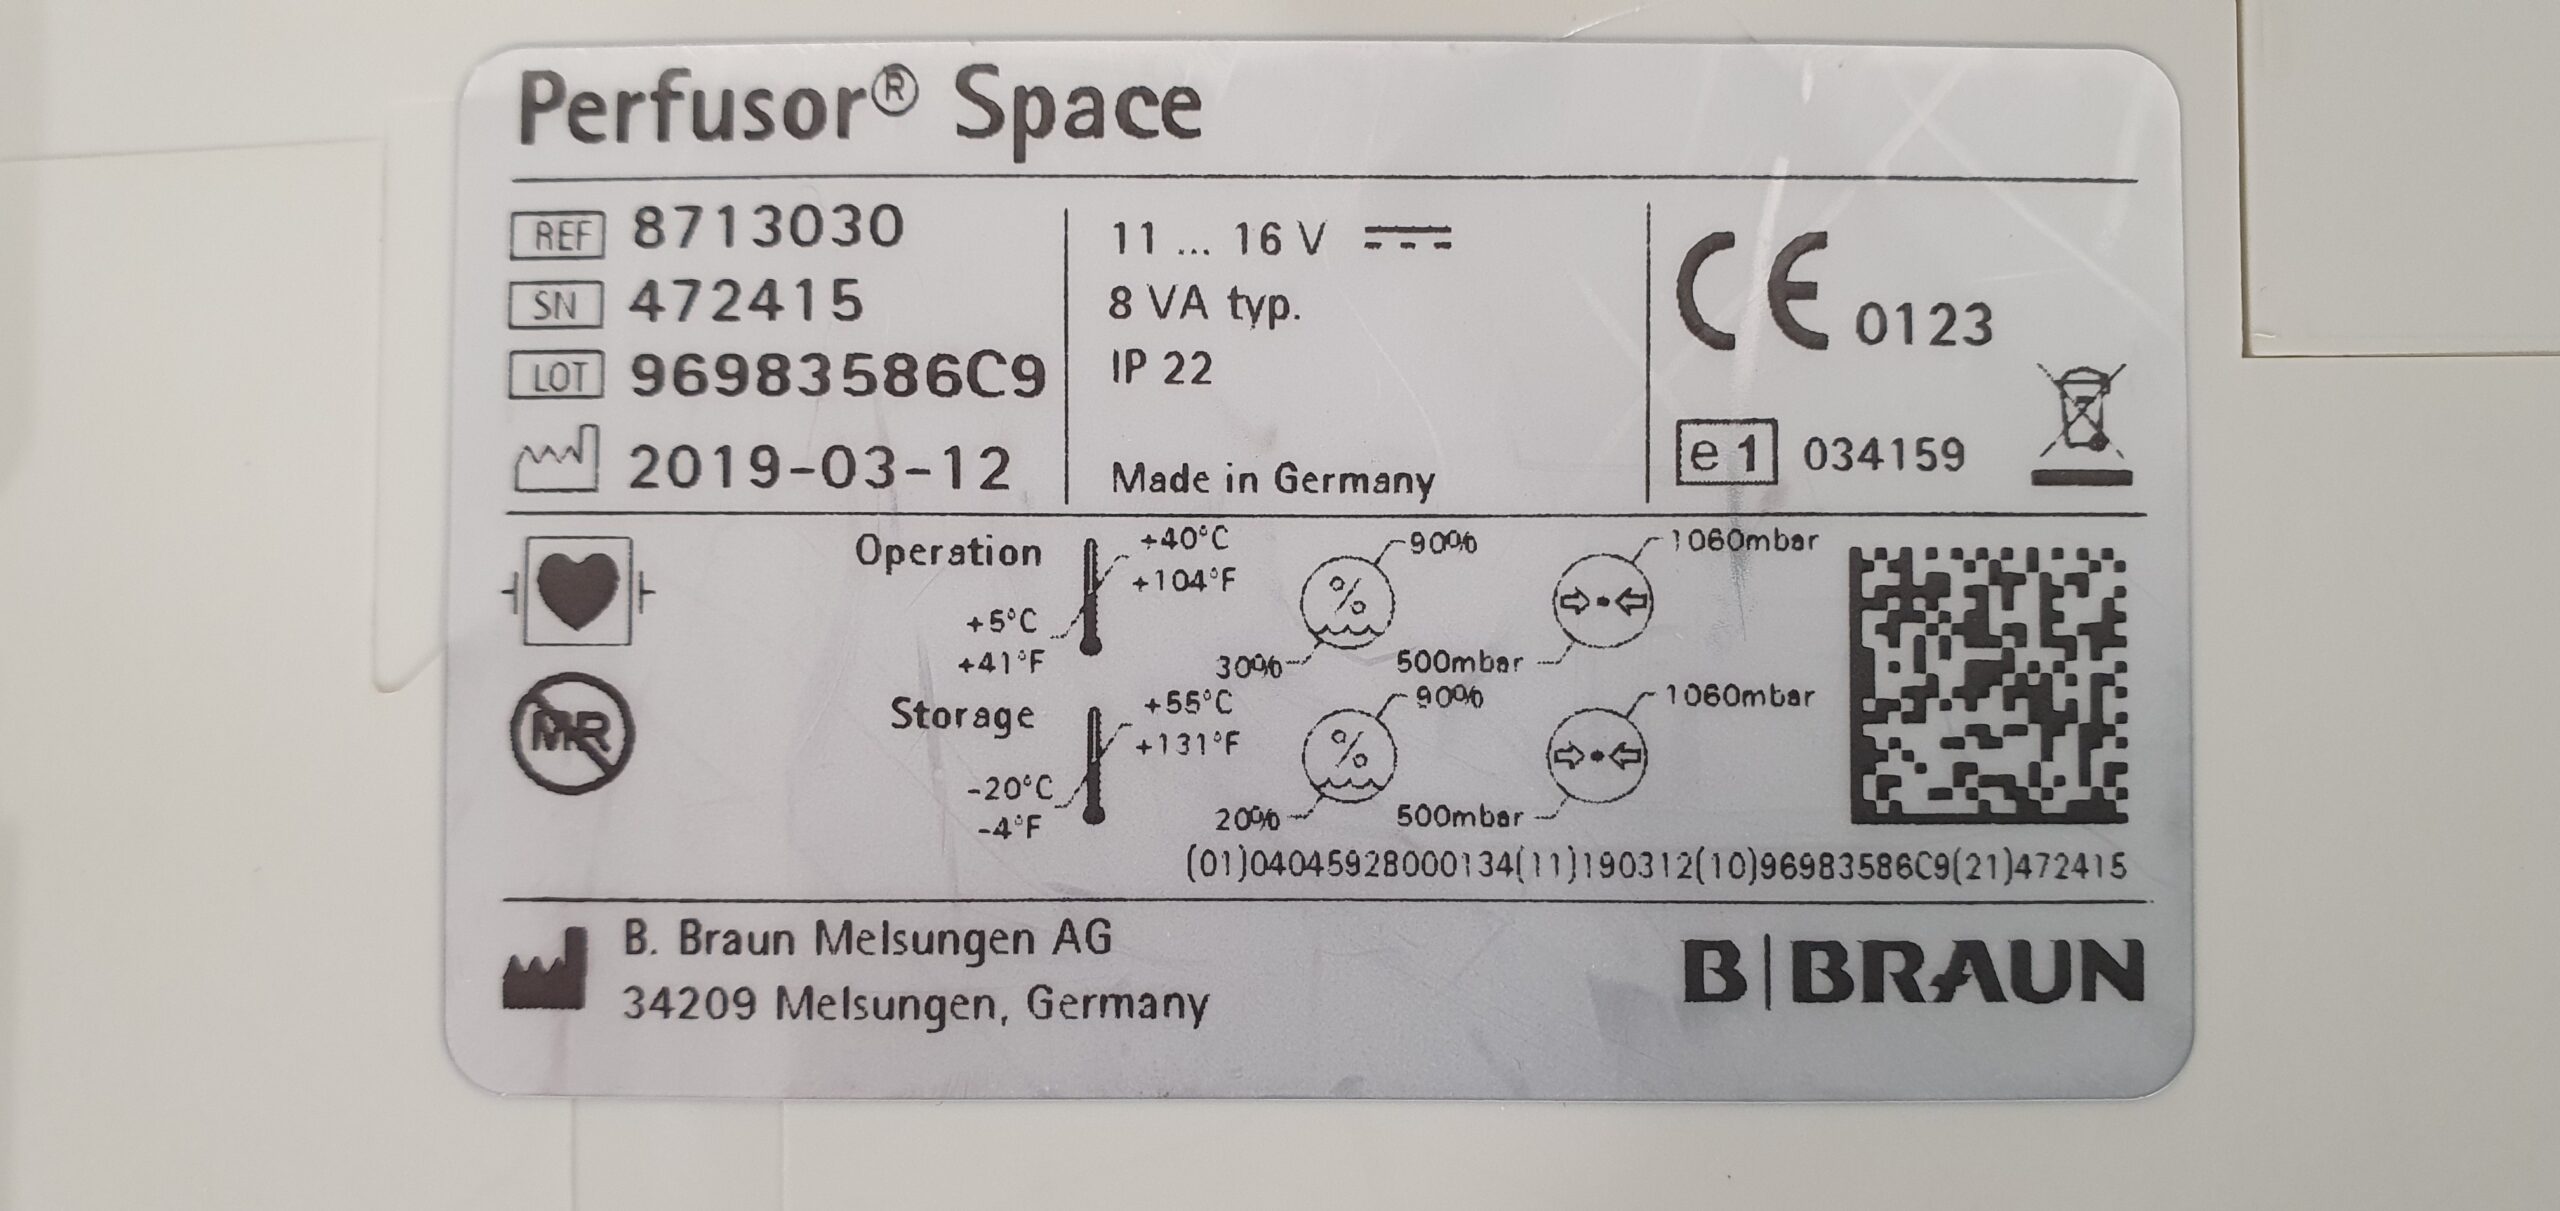 Perfusor® Space
REF 8713030
SN 472415
LOT 96983586C9
2019-03-12
11 ... 16 V
8 VA typ.
IP 22
Made in Germany
CE 0123
e1 034159
Operation
+40°C
+104°F
+5°C
+41°F
90%
30%
1060mbar
500mbar
MR
Storage
+55°C
+131°F
-20°C
-4°F
90%
20%
1060mbar
500mbar
(01)04045928000134(11)190312(10)96983586C9(21)472415
B. Braun Melsungen AG
34209 Melsungen, Germany
B|BRAUN